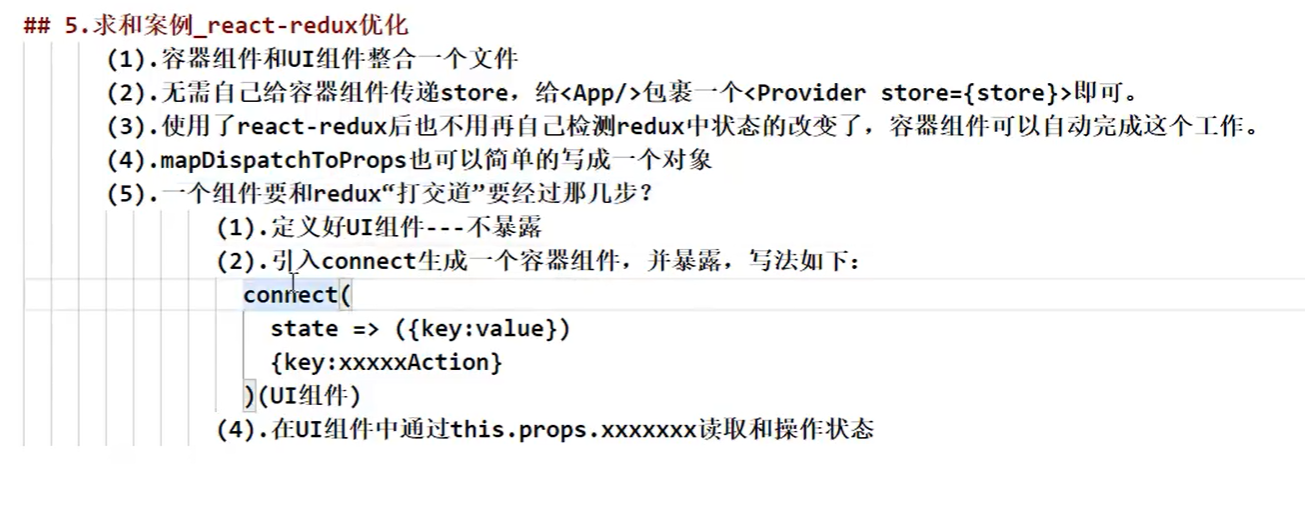 ## 5.求和案例_react-redux优化
(1).容器组件和UI组件整合一个文件
(2).无需自己给容器组件传递store，给<App/>包裹一个<Provider store={store}>即可。
(3).使用了react-redux后也不用再自己检测redux中状态的改变了，容器组件可以自动完成这个工作。
(4).mapDispatchToProps也可以简单的写成一个对象
(5).一个组件要和redux“打交道”要经过那几步？
(1).定义好UI组件---不暴露
(2).引入connect生成一个容器组件，并暴露，写法如下：
connect(
state => ({key:value})
{key:xxxxxAction}
)(UI组件)
(4).在UI组件中通过this.props.xxxxxxx读取和操作状态